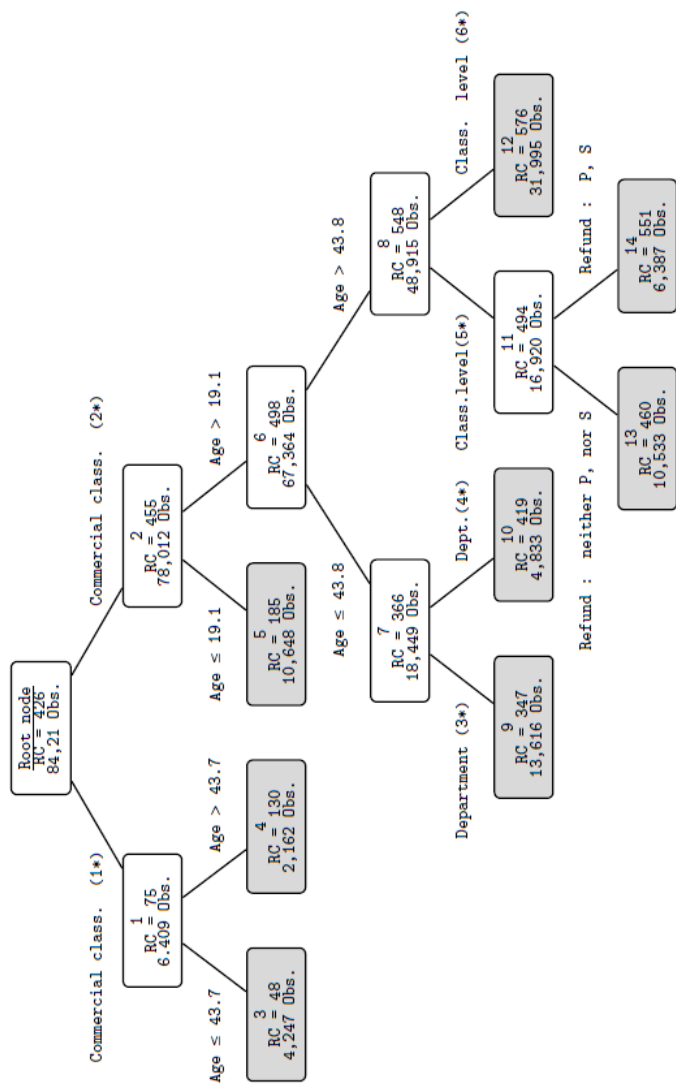 Root node
RC = 426
84,21 Obs.
Commercial class. (1*)
Commercial class. (2*)
1
RC = 75
6.409 Obs.
2
RC = 455
78,012 Obs.
Age ≤ 43.7
Age > 43.7
Age ≤ 19.1
Age > 19.1
3
RC = 48
4,247 Obs.
4
RC = 130
2,162 Obs.
5
RC = 185
10,648 Obs.
6
RC = 498
67,364 Obs.
Age ≤ 43.8
Age > 43.8
7
RC = 366
18,449 Obs.
8
RC = 548
48,915 Obs.
Department (3*)
Dept.(4*)
Class.level(5*)
Class. level (6*)
9
RC = 347
13,616 Obs.
10
RC = 419
4,833 Obs.
11
RC = 494
16,920 Obs.
12
RC = 576
31,995 Obs.
Refund : neither P, nor S
Refund : P, S
13
RC = 460
10,533 Obs.
14
RC = 551
6,387 Obs.